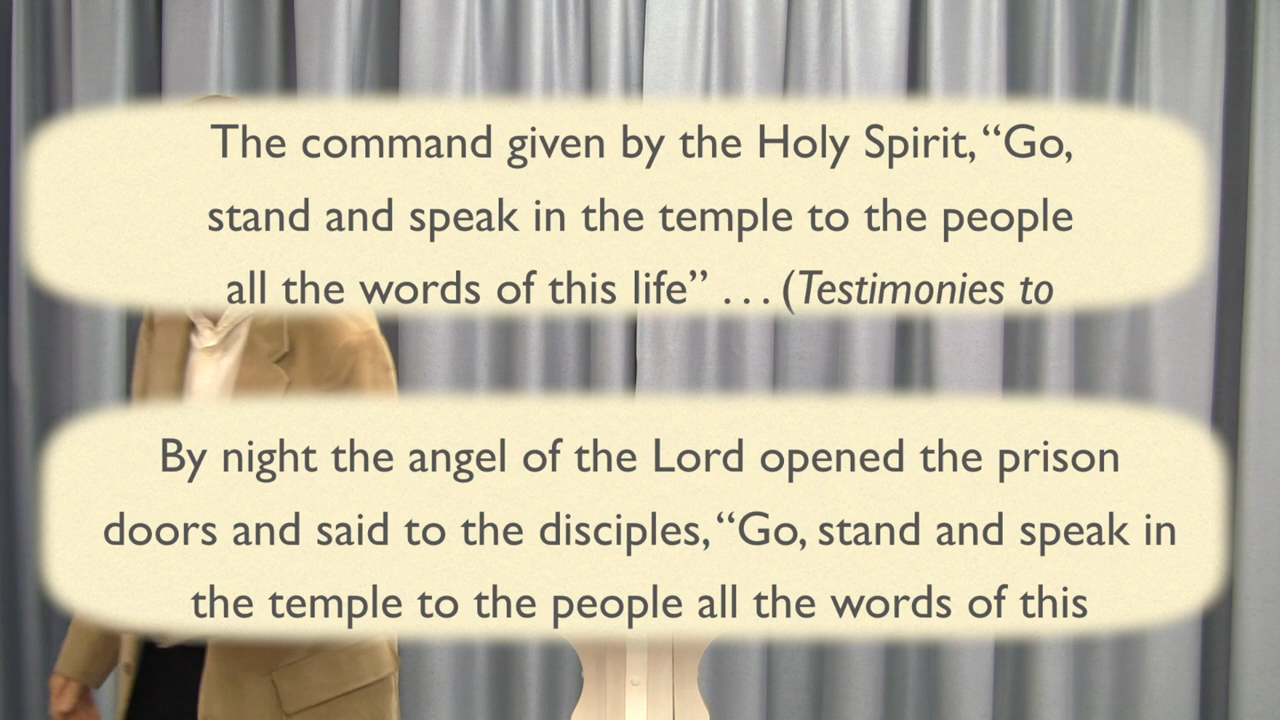 The command given by the Holy Spirit, “Go,
stand and speak in the temple to the people
all the words of this life” . . . (Testimonies to
By night the angel of the Lord opened the prison
doors and said to the disciples, “Go, stand and speak in
the temple to the people all the words of this